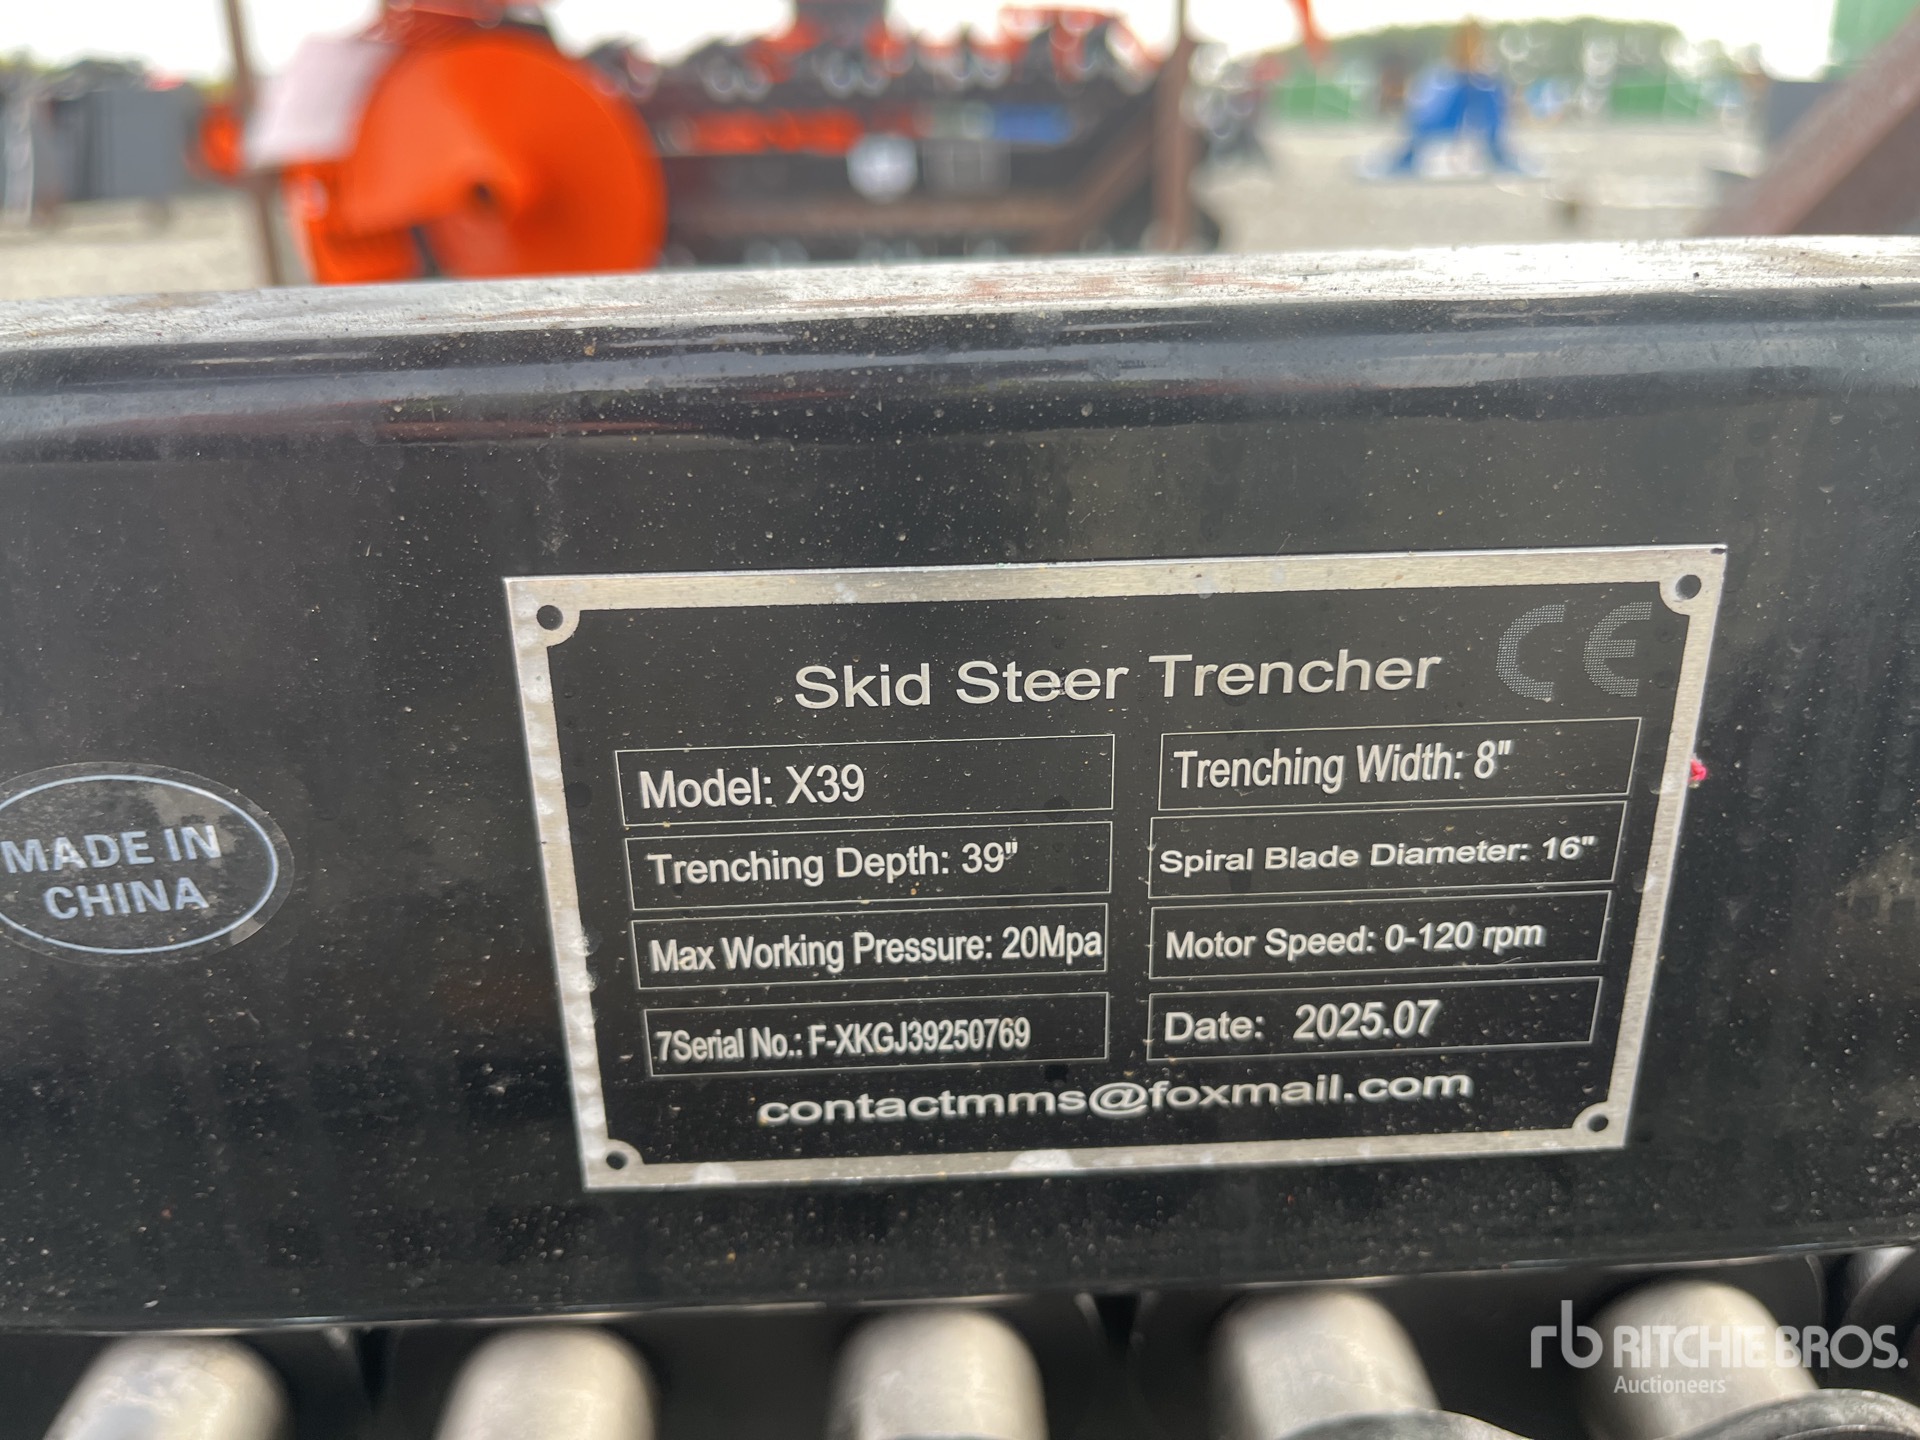 Skid Steer Trencher
CE
Model: X39
Trenching Width: 8"
Trenching Depth: 39"
Spiral Blade Diameter: 16"
Max Working Pressure: 20Mpa
Motor Speed: 0-120 rpm
7Serial No.: F-XKGJ39250769
Date: 2025.07
contactmms@foxmail.com
MADE IN
CHINA
rb RITCHIE BROS.
Auctioneers